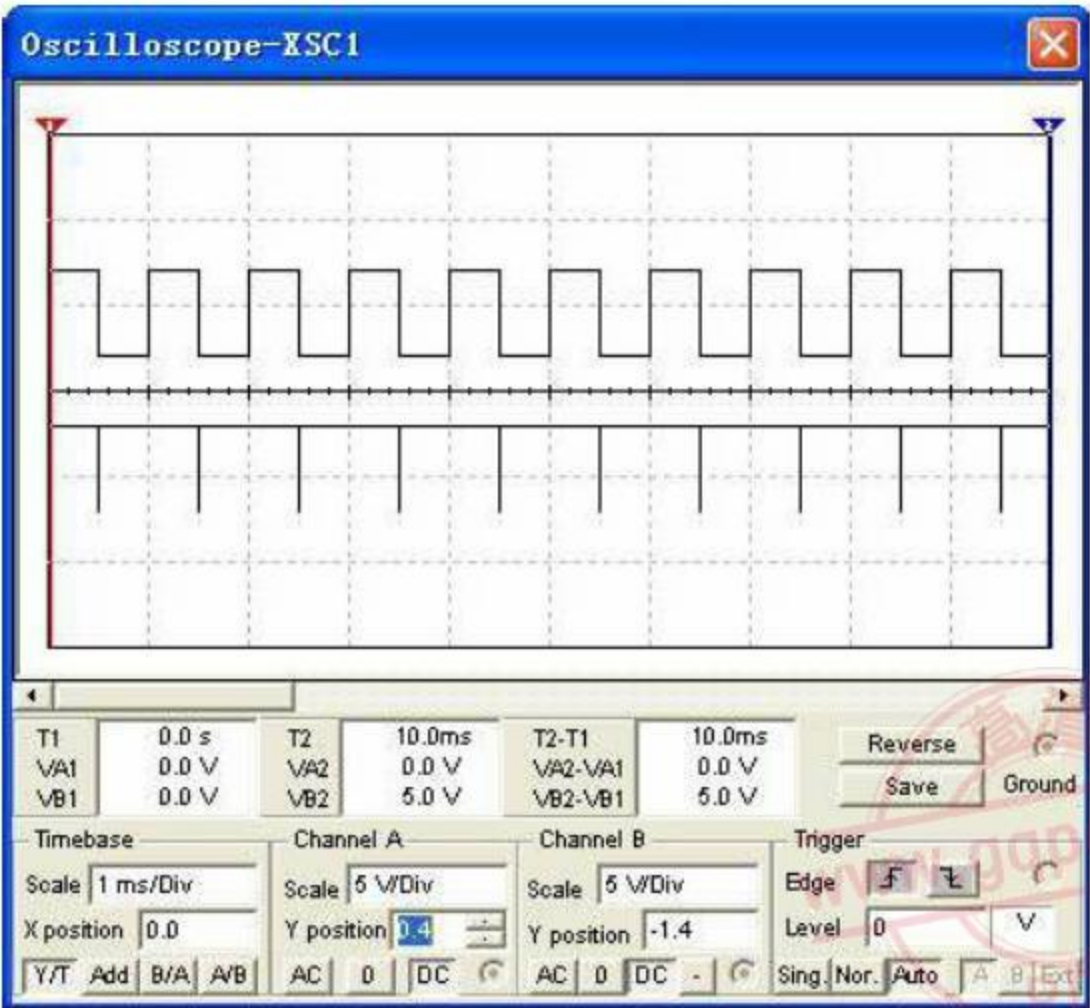 Oscilloscope-XSC1
1
2
T1 0.0 s T2 10.0ms T2-T1 10.0ms Reverse
VA1 0.0 V VA2 0.0 V VA2-VA1 0.0 V
VB1 0.0 V VB2 5.0 V VB2-VB1 5.0 V Save Ground
Timebase Channel A Channel B Trigger
Scale 1 ms/Div Scale 5 V/Div Scale 5 V/Div Edge
X position 0.0 Y position 0.4 Y position -1.4 Level 0 V
Y/T Add B/A A/B AC 0 DC AC 0 DC - Sing. Nor. Auto A B Ext